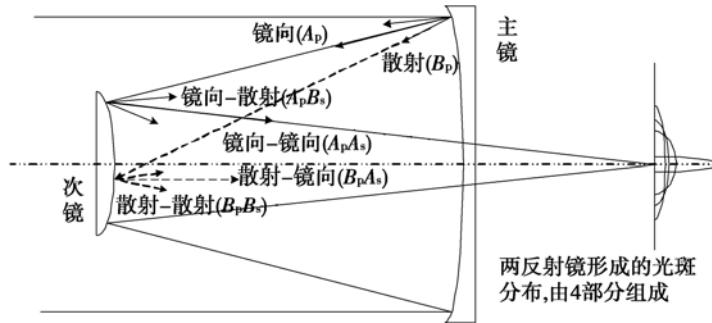 镜向(Aₚ)
主镜
散射(Bₚ)
镜向–散射(AₚBₛ)
镜向–镜向(AₚAₛ)
散射–镜向(BₚAₛ)
次镜
散射–散射(BₚBₛ)
两反射镜形成的光斑
分布,由4部分组成